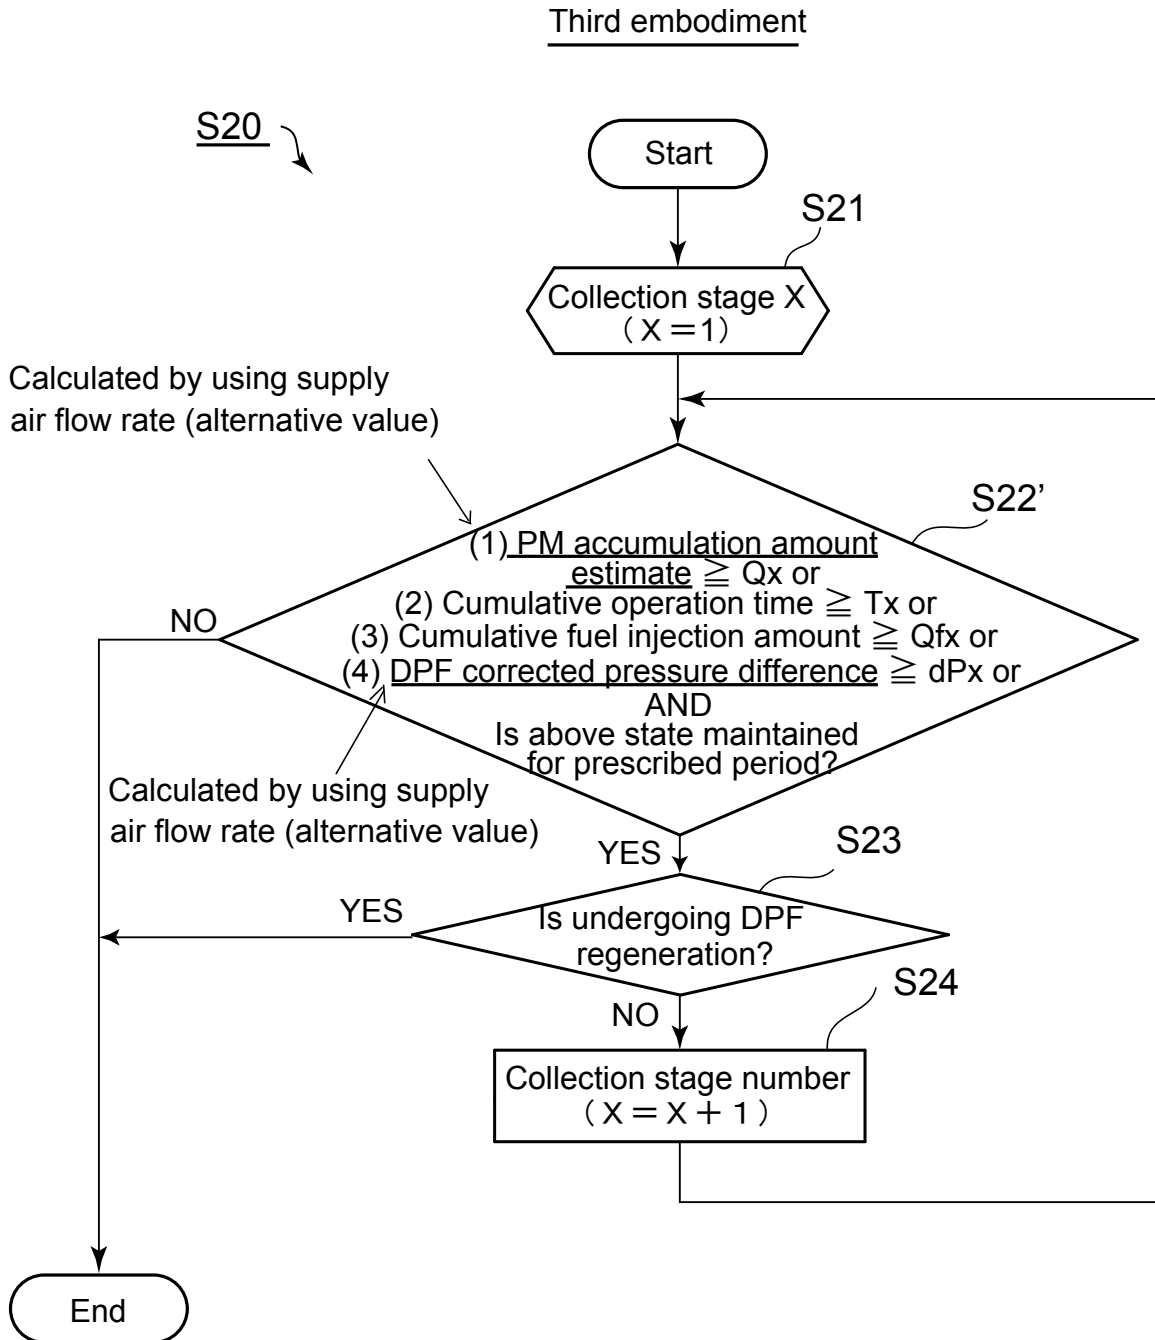 Third embodiment
S20
Start
S21
Collection stage X
（X＝1）
Calculated by using supply
air flow rate (alternative value)
S22’
(1) PM accumulation amount
estimate ≧ Qx or
(2) Cumulative operation time ≧ Tx or
(3) Cumulative fuel injection amount ≧ Qfx or
(4) DPF corrected pressure difference ≧ dPx or
AND
Is above state maintained
for prescribed period?
NO
Calculated by using supply
air flow rate (alternative value)
YES
S23
YES
Is undergoing DPF
regeneration?
NO
S24
Collection stage number
（X＝X＋1）
End